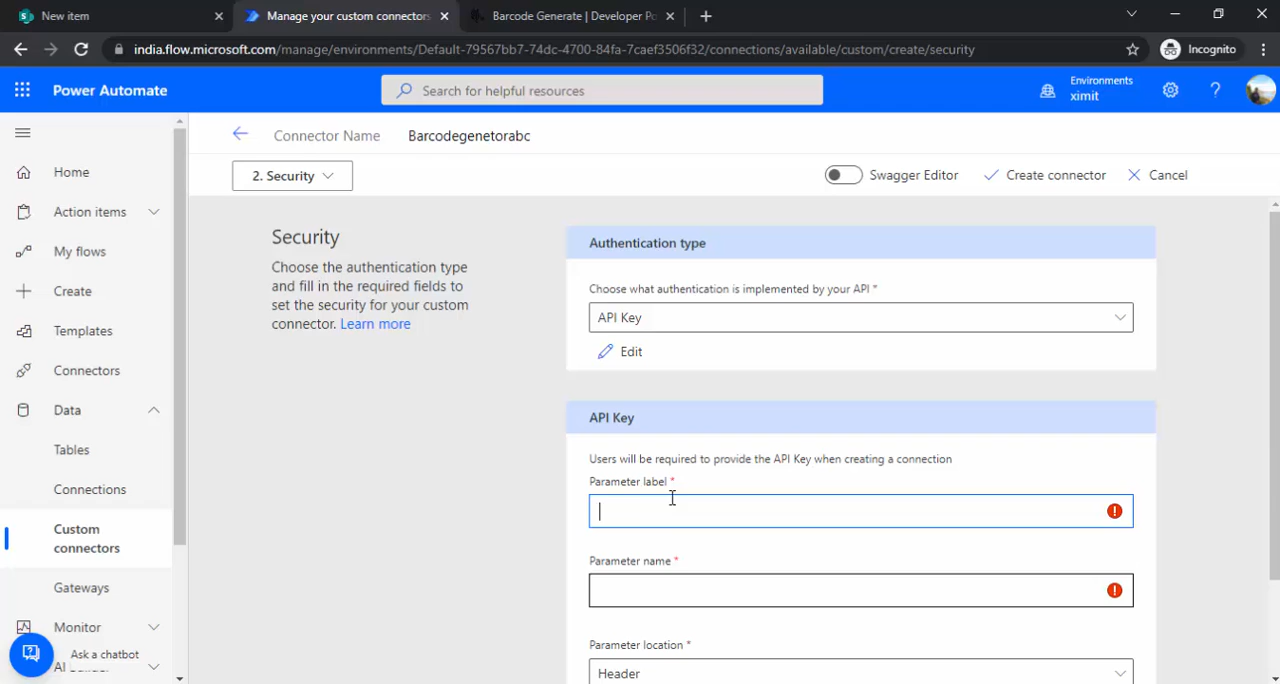 New item
Manage your custom connectors
Barcode Generate | Developer Po
india.flow.microsoft.com/manage/environments/Default-79567bb7-74dc-4700-84fa-7caef3506f32/connections/available/custom/create/security
Incognito
Power Automate
Search for helpful resources
Environments
ximit
Connector Name
Barcodegenetorabc
2. Security
Swagger Editor
Create connector
Cancel
Home
Action items
My flows
Create
Templates
Connectors
Data
Tables
Connections
Custom
connectors
Gateways
Monitor
Ask a chatbot
Security
Choose the authentication type
and fill in the required fields to
set the security for your custom
connector. Learn more
Authentication type
Choose what authentication is implemented by your API *
API Key
Edit
API Key
Users will be required to provide the API Key when creating a connection
Parameter label *
Parameter name *
Parameter location *
Header